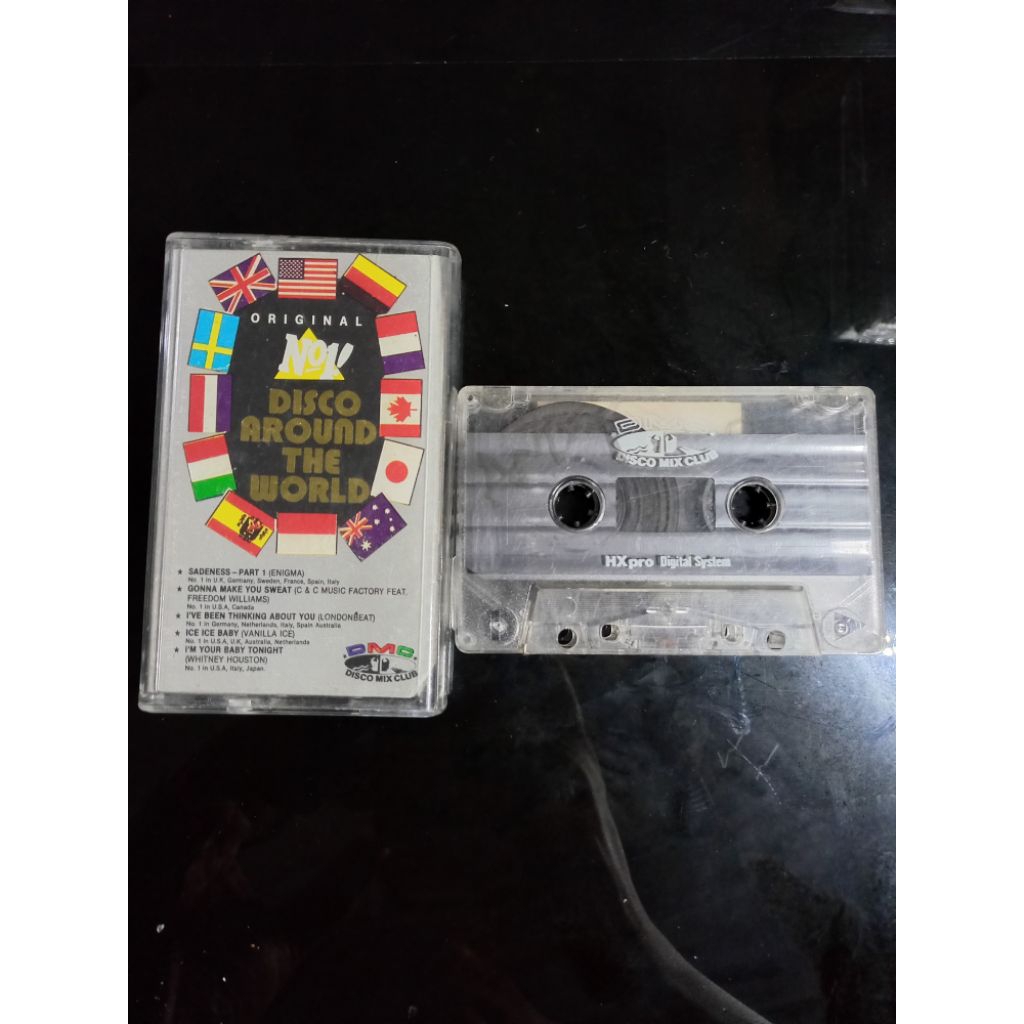 ORIGINAL
No1!
DISCO
AROUND
THE
WORLD
★ SADENESS – PART 1 (ENIGMA)
No. 1 in U.K, Germany, Sweden, France, Spain, Italy
★ GONNA MAKE YOU SWEAT (C & C MUSIC FACTORY FEAT.
FREEDOM WILLIAMS)
No. 1 in U.S.A, Canada
★ I'VE BEEN THINKING ABOUT YOU (LONDONBEAT)
No. 1 in Germany, Netherlands, Italy, Spain Australia
★ ICE ICE BABY (VANILLA ICE)
No. 1 in U.S.A, U.K, Australia, Netherlands
★ I'M YOUR BABY TONIGHT
(WHITNEY HOUSTON)
No. 1 in U.S.A, Italy, Japan.
DMC
DISCO MIX CLUB
DISCO MIX CLUB
HX pro Digital System